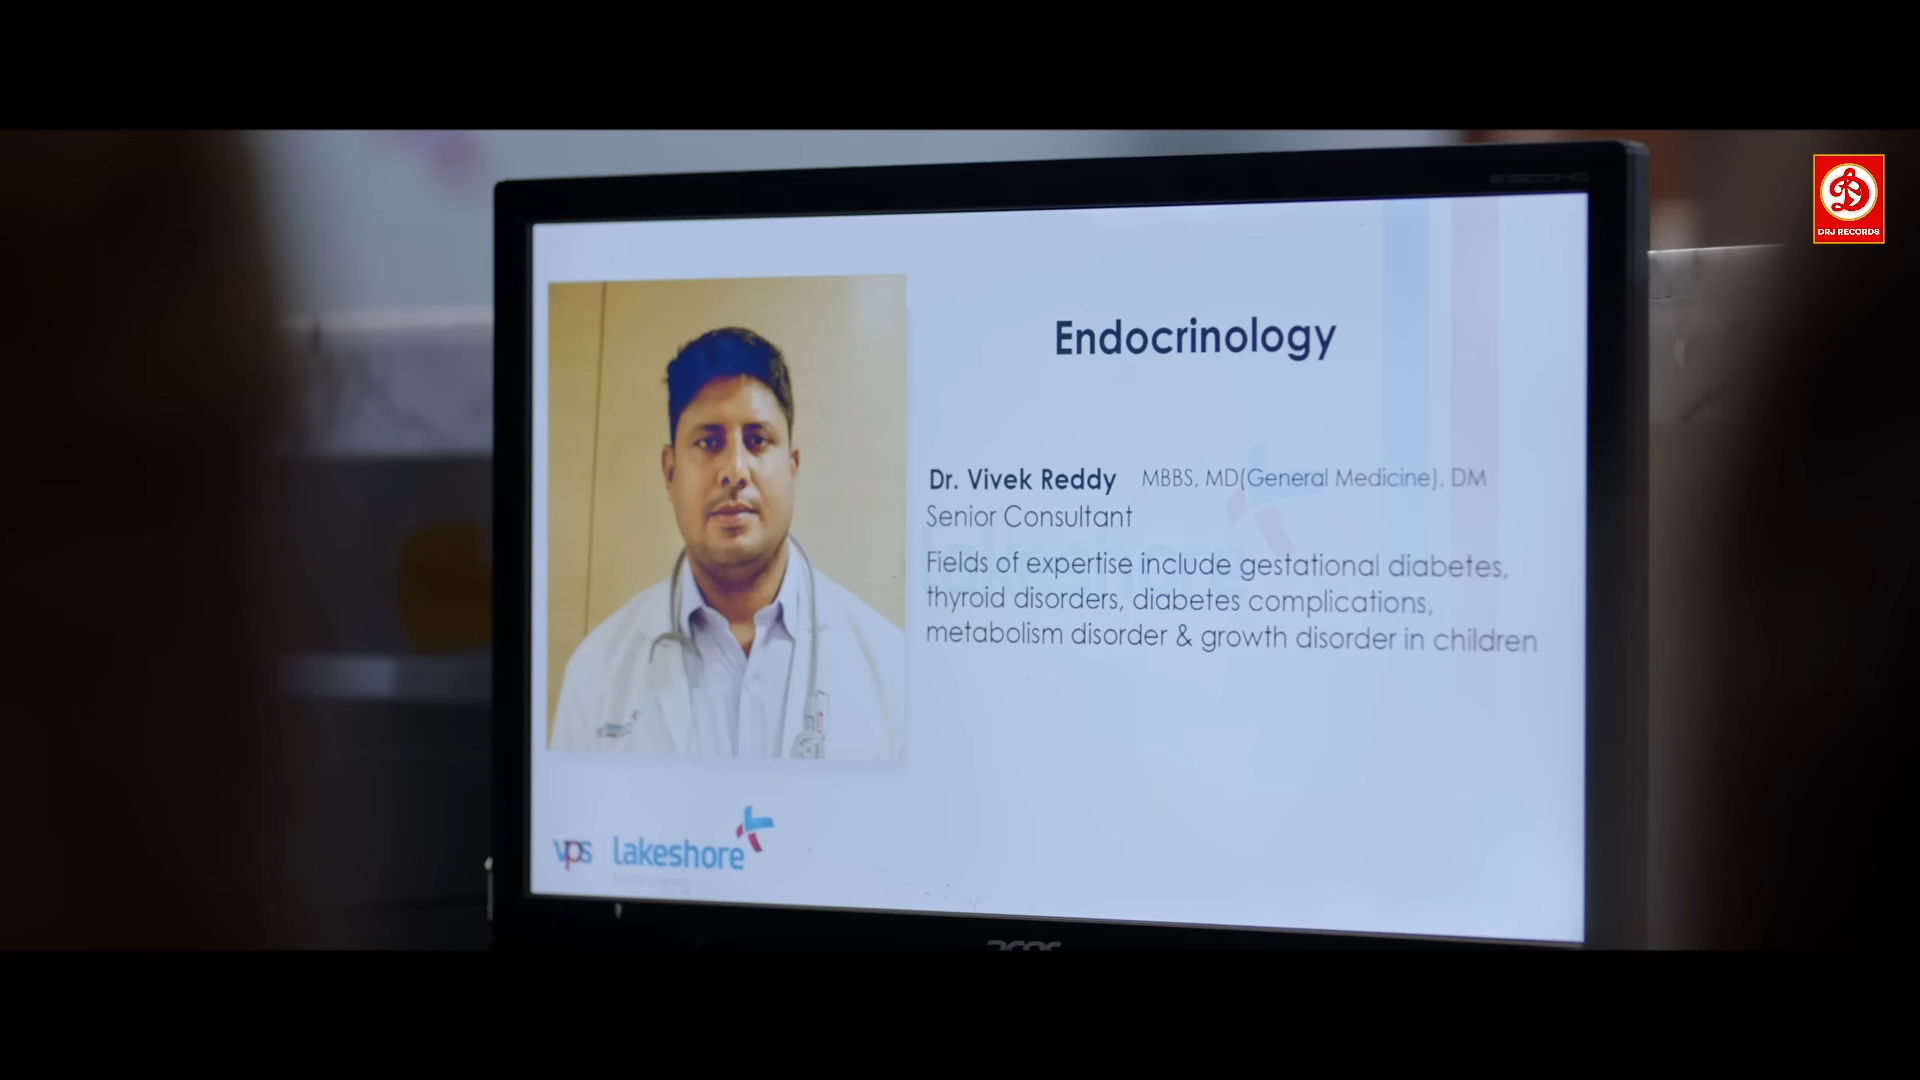 DRJ RECORDS
Endocrinology
Dr. Vivek Reddy MBBS, MD(General Medicine), DM
Senior Consultant
Fields of expertise include gestational diabetes,
thyroid disorders, diabetes complications,
metabolism disorder & growth disorder in children
vps lakeshore
acer